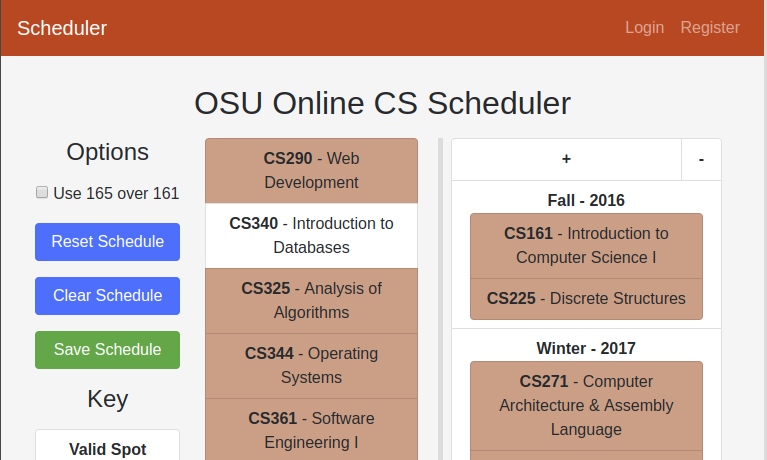 Scheduler
Login
Register
OSU Online CS Scheduler
Options
Use 165 over 161
Reset Schedule
Clear Schedule
Save Schedule
Key
Valid Spot
CS290 - Web
Development
CS340 - Introduction to
Databases
CS325 - Analysis of
Algorithms
CS344 - Operating
Systems
CS361 - Software
Engineering I
+
-
Fall - 2016
CS161 - Introduction to
Computer Science I
CS225 - Discrete Structures
Winter - 2017
CS271 - Computer
Architecture & Assembly
Language